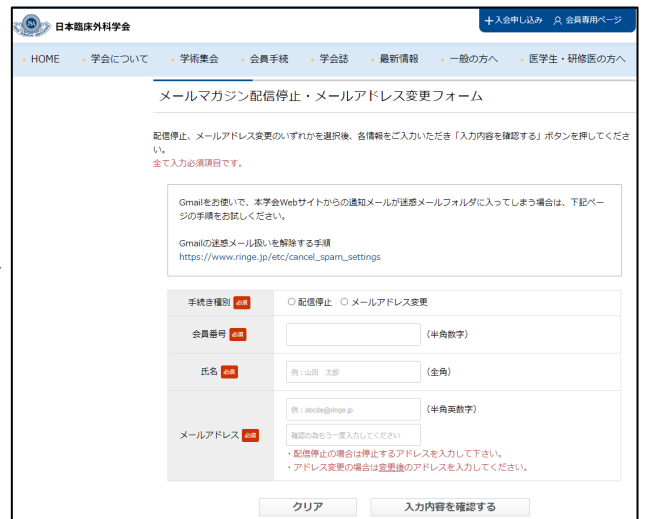 日本臨床外科学会
+入会申し込み 会員専用ページ
HOME 学会について 学術集会 会員手続 学会誌 最新情報 一般の方へ 医学生・研修医の方へ
メールマガジン配信停止・メールアドレス変更フォーム
配信停止、メールアドレス変更のいずれかを選択後、各情報をご入力いただき「入力内容を確認する」ボタンを押してくださ
い。
全て入力必須項目です。
Gmailをお使いで、本学会Webサイトからの通知メールが迷惑メールフォルダに入ってしまう場合は、下記ペー
ジの手順をお試しください。
Gmailの迷惑メール扱いを解除する手順
https://www.ringe.jp/etc/cancel_spam_settings
手続き種別 必須 配信停止 メールアドレス変更
会員番号 必須 (半角数字)
氏名 必須 例：山田 太郎 (全角)
例：abcde@ringe.jp (半角英数字)
メールアドレス 必須 確認の為もう一度入力してください
・配信停止の場合は停止するアドレスを入力して下さい。
・アドレス変更の場合は変更後のアドレスを入力してください。
クリア 入力内容を確認する